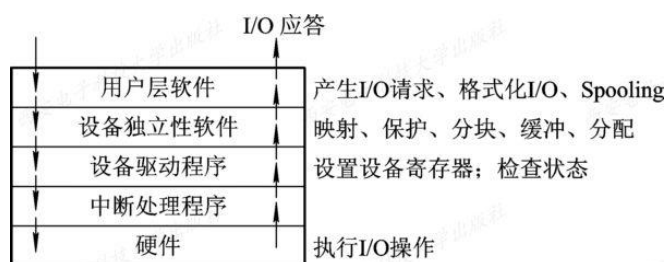 I/O 应答
用户层软件 产生I/O请求、格式化I/O、Spooling
设备独立性软件 映射、保护、分块、缓冲、分配
设备驱动程序 设置设备寄存器；检查状态
中断处理程序
硬件 执行I/O操作